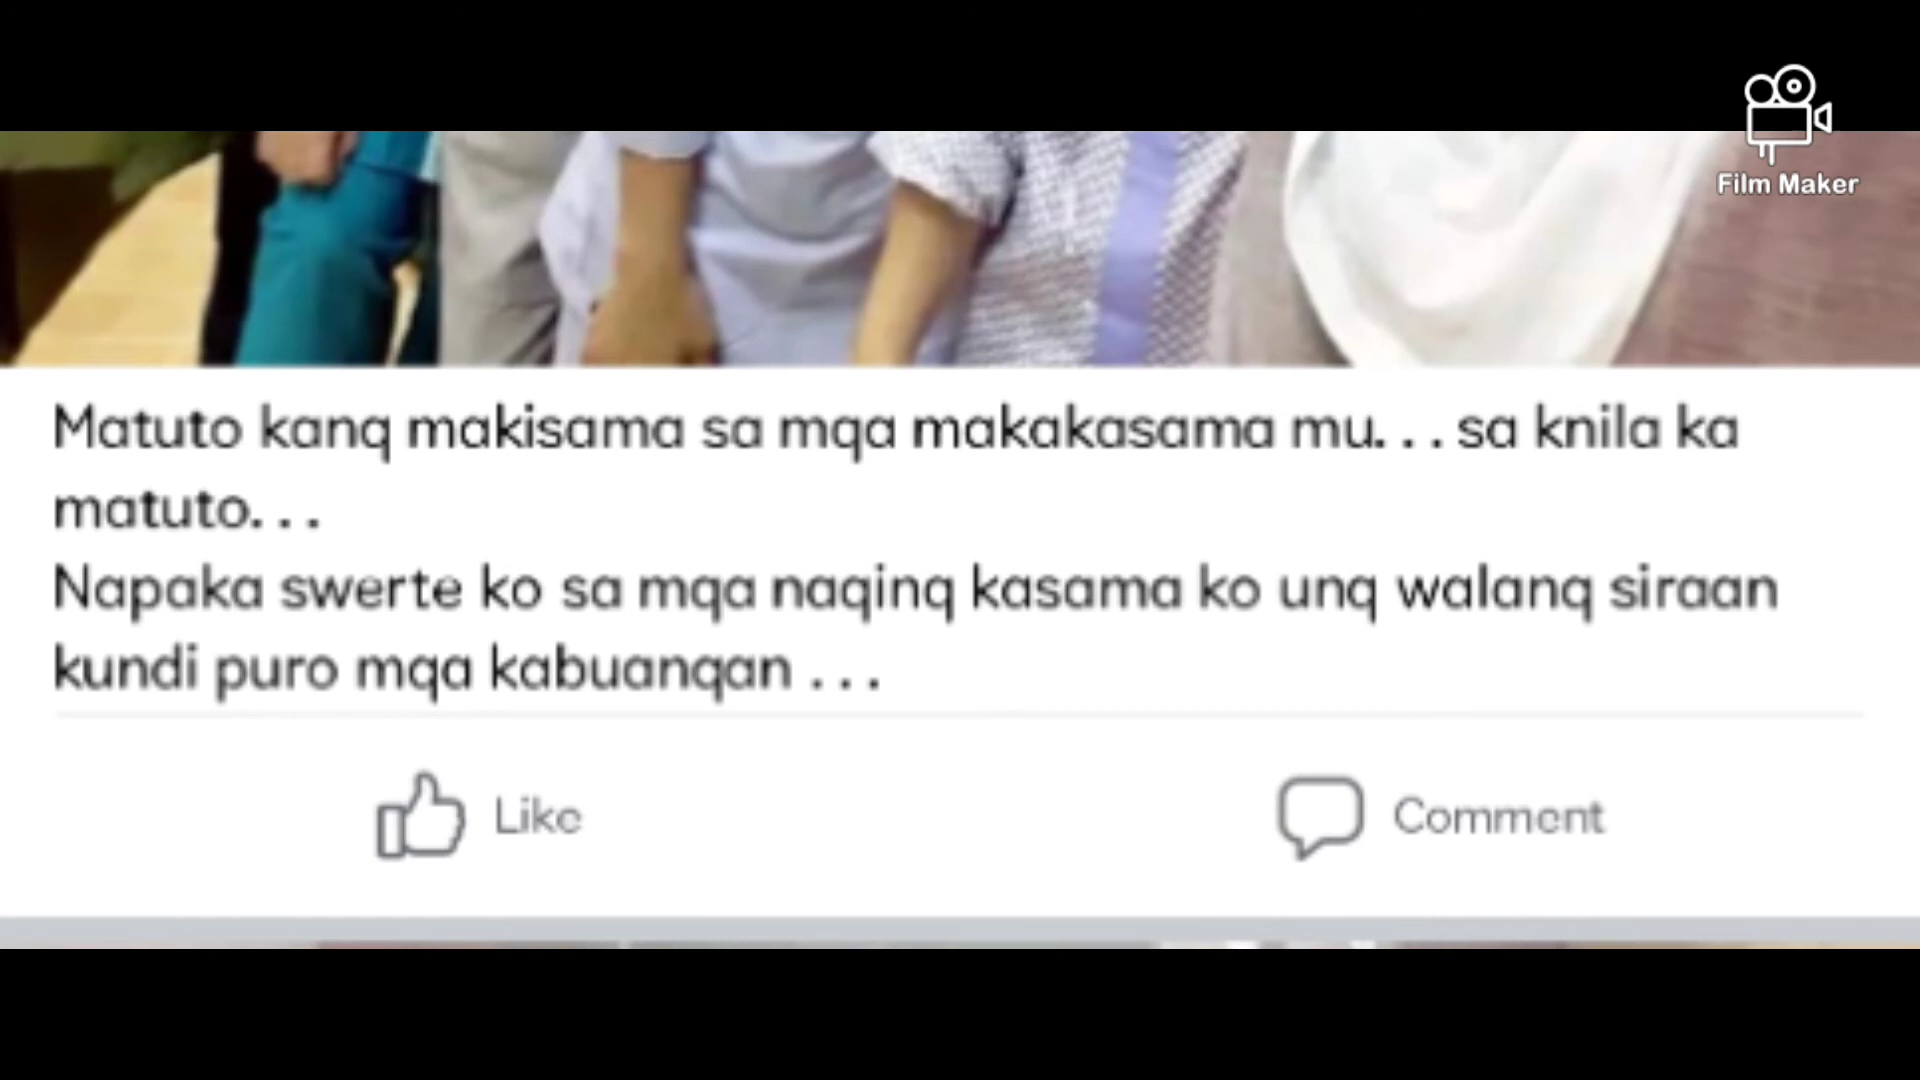 Film Maker
Matuto kanq makisama sa mqa makakasama mu. . . sa knila ka
matuto. . .
Napaka swerte ko sa mqa naqinq kasama ko unq walanq siraan
kundi puro mqa kabuanqan . . .
Like
Comment